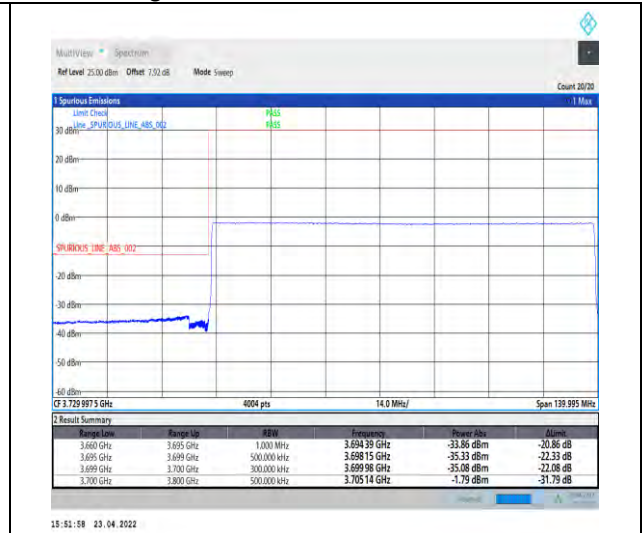 MultiView Spectrum
Ref Level 25.00 dBm Offset 7.92 dB Mode Sweep
Count 20/20
1 Spurious Emissions 1 Max
Limit Check PASS
Line _SPURIOUS_LINE_ABS_002 PASS
30 dBm
20 dBm
10 dBm
0 dBm
_SPURIOUS_LINE_ABS_002
-20 dBm
-30 dBm
-40 dBm
-50 dBm
-60 dBm
CF 3.729 997 5 GHz 4004 pts 14.0 MHz/ Span 139.995 MHz
2 Result Summary
Range Low Range Up RBW Frequency Power Abs ΔLimit
3.660 GHz 3.695 GHz 1.000 MHz 3.694 39 GHz -33.86 dBm -20.86 dB
3.695 GHz 3.699 GHz 500.000 kHz 3.698 15 GHz -35.33 dBm -22.33 dB
3.699 GHz 3.700 GHz 300.000 kHz 3.699 98 GHz -35.08 dBm -22.08 dB
3.700 GHz 3.800 GHz 500.000 kHz 3.705 14 GHz -1.79 dBm -31.79 dB
15:51:58 23.04.2022